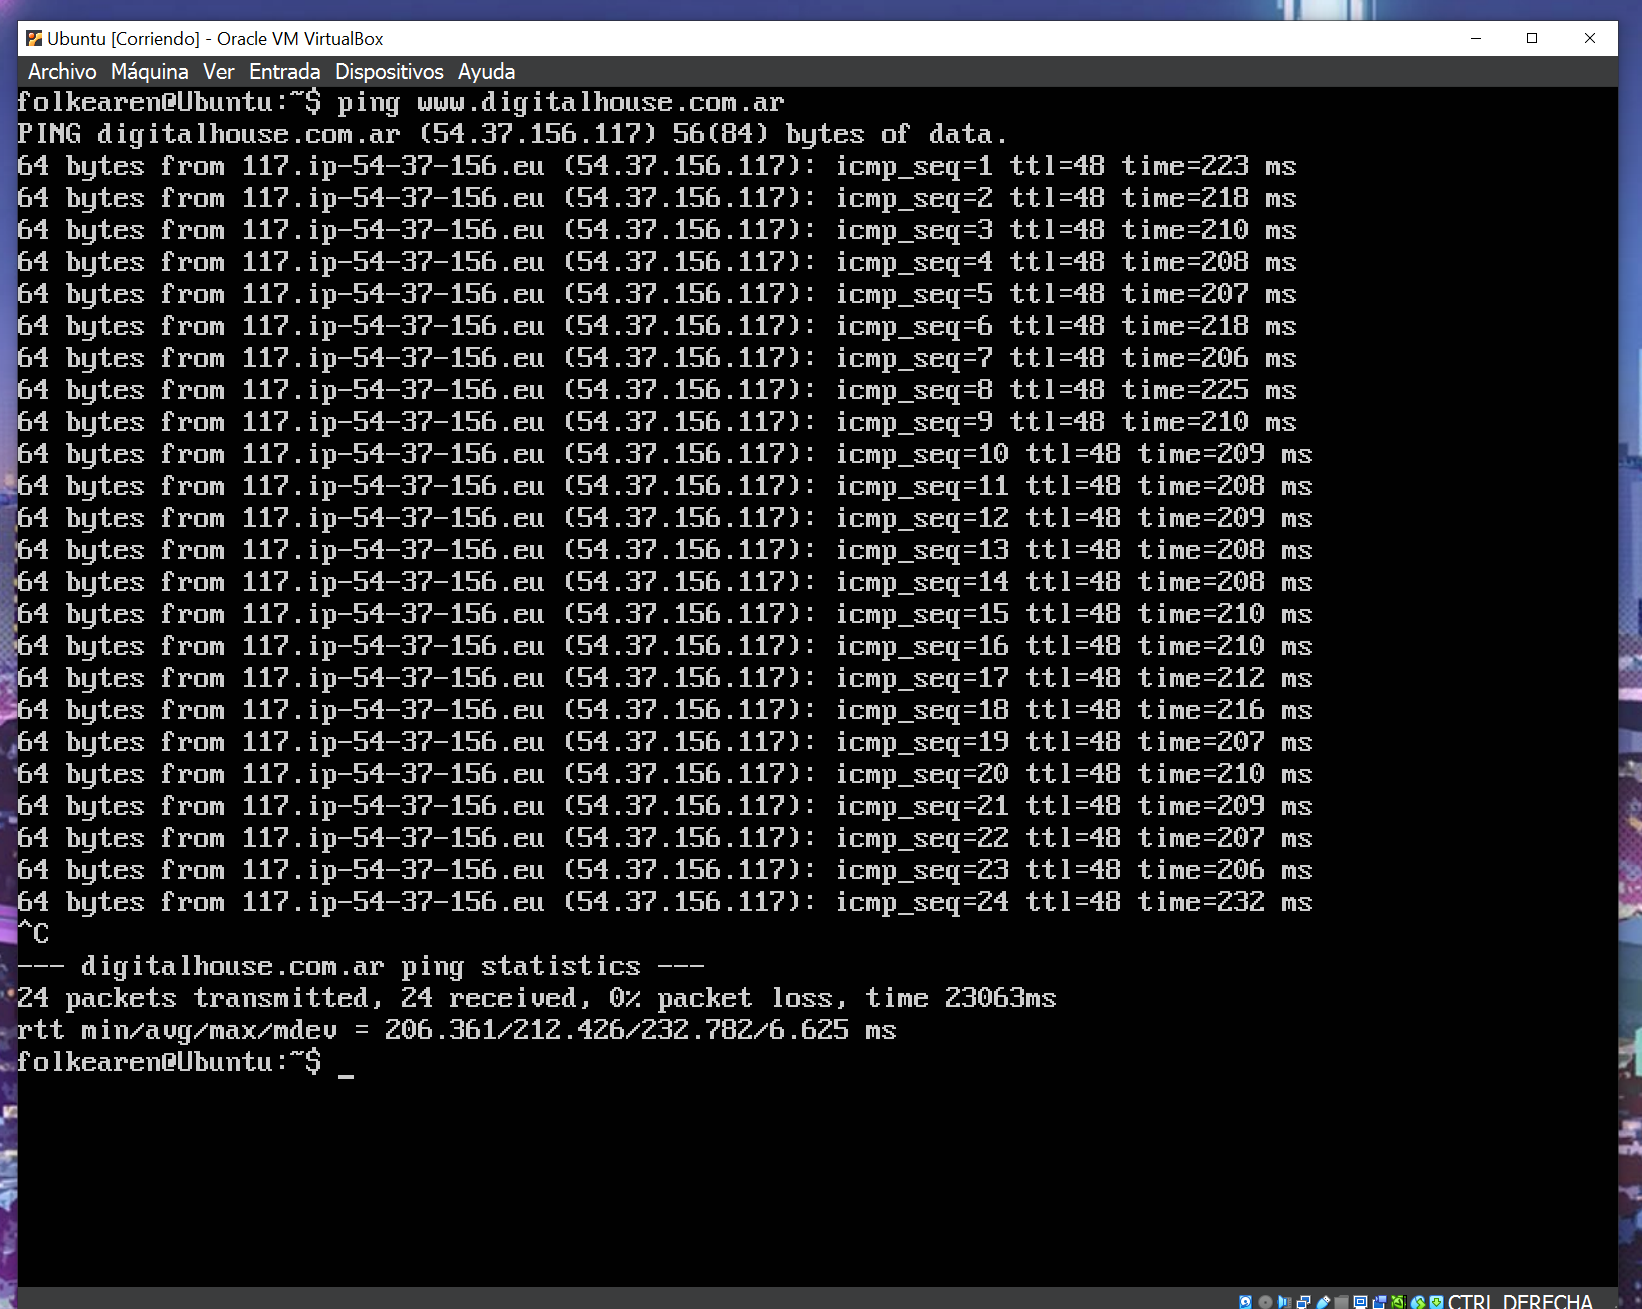 Ubuntu [Corriendo] - Oracle VM VirtualBox
Archivo Máquina Ver Entrada Dispositivos Ayuda
folkearen@Ubuntu:~$ ping www.digitalhouse.com.ar
PING digitalhouse.com.ar (54.37.156.117) 56(84) bytes of data.
64 bytes from 117.ip-54-37-156.eu (54.37.156.117): icmp_seq=1 ttl=48 time=223 ms
64 bytes from 117.ip-54-37-156.eu (54.37.156.117): icmp_seq=2 ttl=48 time=218 ms
64 bytes from 117.ip-54-37-156.eu (54.37.156.117): icmp_seq=3 ttl=48 time=210 ms
64 bytes from 117.ip-54-37-156.eu (54.37.156.117): icmp_seq=4 ttl=48 time=208 ms
64 bytes from 117.ip-54-37-156.eu (54.37.156.117): icmp_seq=5 ttl=48 time=207 ms
64 bytes from 117.ip-54-37-156.eu (54.37.156.117): icmp_seq=6 ttl=48 time=218 ms
64 bytes from 117.ip-54-37-156.eu (54.37.156.117): icmp_seq=7 ttl=48 time=206 ms
64 bytes from 117.ip-54-37-156.eu (54.37.156.117): icmp_seq=8 ttl=48 time=225 ms
64 bytes from 117.ip-54-37-156.eu (54.37.156.117): icmp_seq=9 ttl=48 time=210 ms
64 bytes from 117.ip-54-37-156.eu (54.37.156.117): icmp_seq=10 ttl=48 time=209 ms
64 bytes from 117.ip-54-37-156.eu (54.37.156.117): icmp_seq=11 ttl=48 time=208 ms
64 bytes from 117.ip-54-37-156.eu (54.37.156.117): icmp_seq=12 ttl=48 time=209 ms
64 bytes from 117.ip-54-37-156.eu (54.37.156.117): icmp_seq=13 ttl=48 time=208 ms
64 bytes from 117.ip-54-37-156.eu (54.37.156.117): icmp_seq=14 ttl=48 time=208 ms
64 bytes from 117.ip-54-37-156.eu (54.37.156.117): icmp_seq=15 ttl=48 time=210 ms
64 bytes from 117.ip-54-37-156.eu (54.37.156.117): icmp_seq=16 ttl=48 time=210 ms
64 bytes from 117.ip-54-37-156.eu (54.37.156.117): icmp_seq=17 ttl=48 time=212 ms
64 bytes from 117.ip-54-37-156.eu (54.37.156.117): icmp_seq=18 ttl=48 time=216 ms
64 bytes from 117.ip-54-37-156.eu (54.37.156.117): icmp_seq=19 ttl=48 time=207 ms
64 bytes from 117.ip-54-37-156.eu (54.37.156.117): icmp_seq=20 ttl=48 time=210 ms
64 bytes from 117.ip-54-37-156.eu (54.37.156.117): icmp_seq=21 ttl=48 time=209 ms
64 bytes from 117.ip-54-37-156.eu (54.37.156.117): icmp_seq=22 ttl=48 time=207 ms
64 bytes from 117.ip-54-37-156.eu (54.37.156.117): icmp_seq=23 ttl=48 time=206 ms
64 bytes from 117.ip-54-37-156.eu (54.37.156.117): icmp_seq=24 ttl=48 time=232 ms
^C
--- digitalhouse.com.ar ping statistics ---
24 packets transmitted, 24 received, 0% packet loss, time 23063ms
rtt min/avg/max/mdev = 206.361/212.426/232.782/6.625 ms
folkearen@Ubuntu:~$ _
CTRL DERECHA